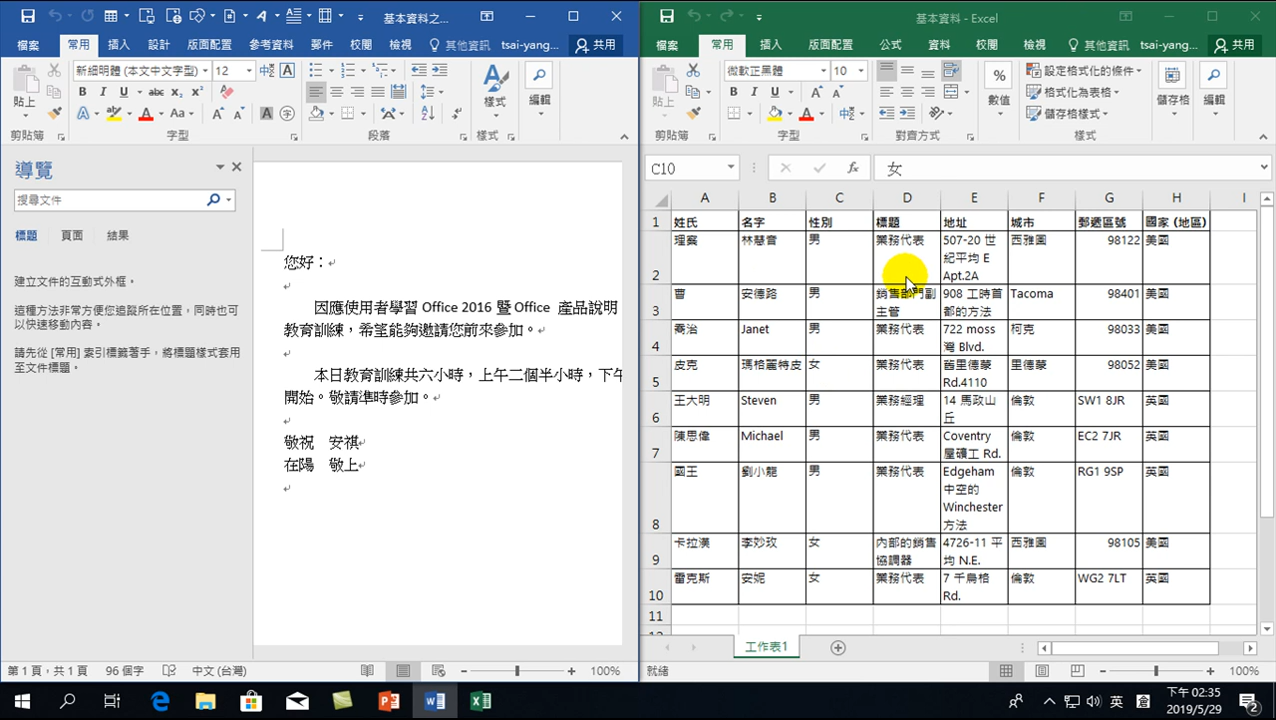 基本資料之...
檔案 常用 插入 設計 版面配置 參考資料 郵件 校閱 檢視 其他資訊 tsai-yang... 共用
貼上
新細明體 (本文中文字型) 12
樣式
編輯
剪貼簿 字型 段落 樣式
導覽
搜尋文件
標題 頁面 結果
建立文件的互動式外框。
這種方法非常方便您追蹤所在位置,同時也可
以快速移動內容。
請先從 [常用] 索引標籤著手,將標題樣式套用
至文件標題。
您好:
因應使用者學習 Office 2016 暨 Office 產品說明
教育訓練,希望能夠邀請您前來參加。
本日教育訓練共六小時,上午二個半小時,下午
開始。敬請準時參加。
敬祝 安祺
在陽 敬上
第 1 頁,共 1 頁 96 個字 中文 (台灣) 100%
基本資料 - Excel
檔案 常用 插入 版面配置 公式 資料 校閱 檢視 其他資訊 tsai-yang... 共用
貼上
微軟正黑體 10
數值
設定格式化的條件
格式化為表格
儲存格樣式
儲存格
編輯
剪貼簿 字型 對齊方式 樣式
C10 女
A B C D E F G H I
1 姓氏 名字 性別 標題 地址 城市 郵遞區號 國家 (地區)
理察 林慧音 男 業務代表 507-20 世 西雅圖 98122 美國
紀平均 E
2 Apt.2A
曹 安德路 男 銷售部門副 908 工時首 Tacoma 98401 美國
3 主管 都的方法
喬治 Janet 男 業務代表 722 moss 柯克 98033 美國
4 灣 Blvd.
皮克 瑪格麗特皮 女 業務代表 舊里德蒙 里德蒙 98052 美國
5 Rd.4110
王大明 Steven 男 業務經理 14 馬政山 倫敦 SW1 8JR 英國
6 丘
陳思偉 Michael 男 業務代表 Coventry 倫敦 EC2 7JR 英國
7 屋礦工 Rd.
國王 劉小龍 男 業務代表 Edgeham 倫敦 RG1 9SP 英國
中空的
Winchester
8 方法
卡拉漢 李妙玫 女 內部的銷售 4726-11 平 西雅圖 98105 美國
9 協調器 均 N.E.
雷克斯 安妮 女 業務代表 7 千鳥格 倫敦 WG2 7LT 英國
10 Rd.
11
工作表1
就緒 100%
英
下午 02:35
2019/5/29
2